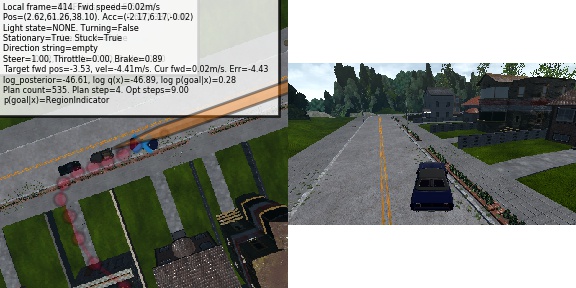 Local frame=414. Fwd speed=0.02m/s
Pos=(2.62,61.26,38.10). Acc=(-2.17,6.17,-0.02)
Light state=NONE. Turning=False
Stationary=True. Stuck=True
Direction string=empty
Steer=1.00, Throttle=0.00, Brake=0.89
Target fwd pos=-3.53, vel=-4.41m/s. Cur fwd=0.02m/s. Err=-4.43
log_posterior=-46.61, log q(x)=-46.89, log p(goal|x)=0.28
Plan count=535. Plan step=4. Opt steps=9.00
p(goal|x)=RegionIndicator